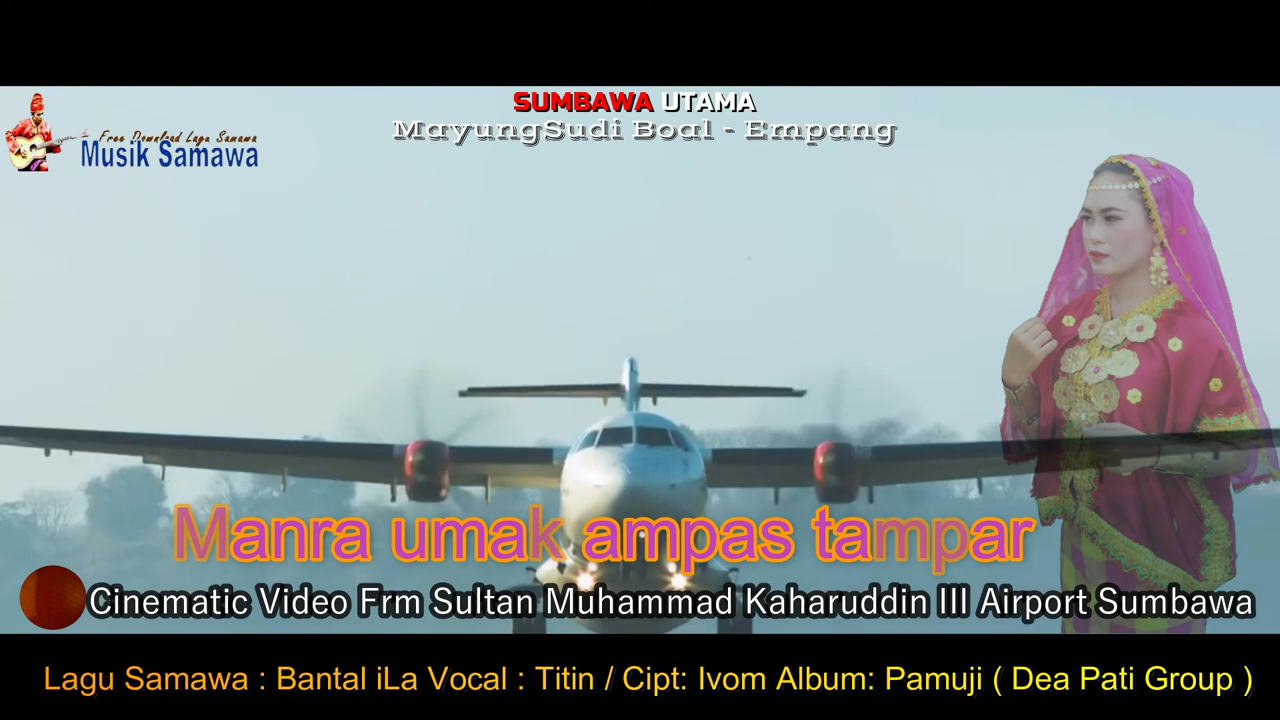 SUMBAWA UTAMA
MayungSudi Boal - Empang
Free Download Lagu Samawa
Musik Samawa
Manra umak ampas tampar
Cinematic Video Frm Sultan Muhammad Kaharuddin III Airport Sumbawa
Lagu Samawa : Bantal iLa Vocal : Titin / Cipt: Ivom Album: Pamuji ( Dea Pati Group )